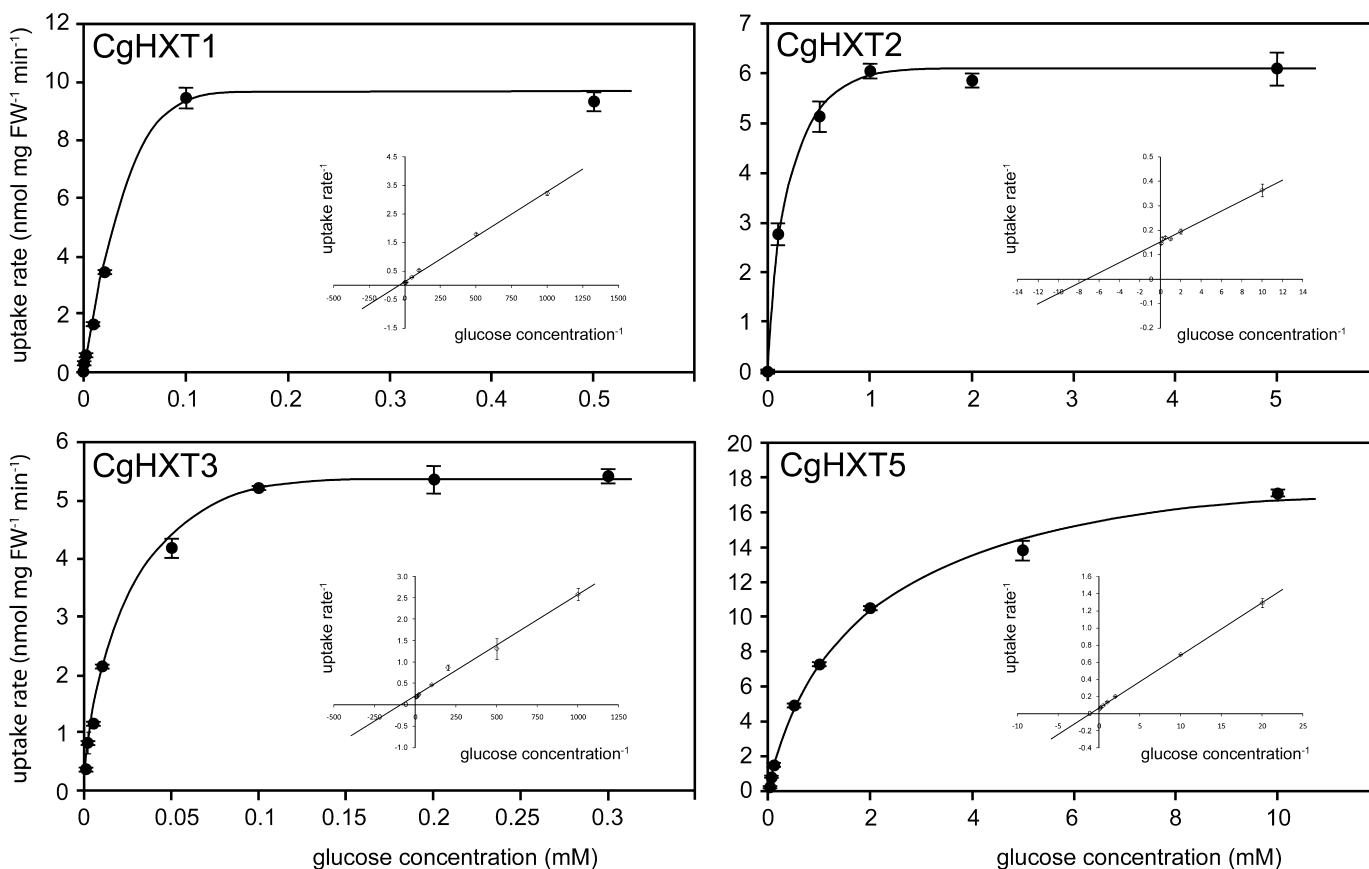 CgHXT1
uptake rate (nmol mg FW-1 min-1)
12
10
8
6
4
2
0
0 0.1 0.2 0.3 0.4 0.5
uptake rate-1
4.5
3.5
2.5
1.5
0.5
-0.5
-1.5
-500 -250 0 250 500 750 1000 1250 1500
glucose concentration-1
CgHXT2
7
6
5
4
3
2
1
0
0 1 2 3 4 5
uptake rate-1
0.5
0.4
0.3
0.2
0.1
0
-0.1
-0.2
-14 -12 -10 -8 -6 -4 -2 0 2 4 6 8 10 12 14
glucose concentration-1
CgHXT3
uptake rate (nmol mg FW-1 min-1)
6
5
4
3
2
1
0
0 0.05 0.1 0.15 0.2 0.25 0.3
glucose concentration (mM)
uptake rate-1
3.0
2.5
2.0
1.5
1.0
0.5
0
-0.5
-1.0
-500 -250 0 250 500 750 1000 1250
glucose concentration-1
CgHXT5
20
18
16
14
12
10
8
6
4
2
0
0 2 4 6 8 10
glucose concentration (mM)
uptake rate-1
1.6
1.4
1.2
1.0
0.8
0.6
0.4
0.2
0
-0.2
-0.4
-10 -5 0 5 10 15 20 25
glucose concentration-1